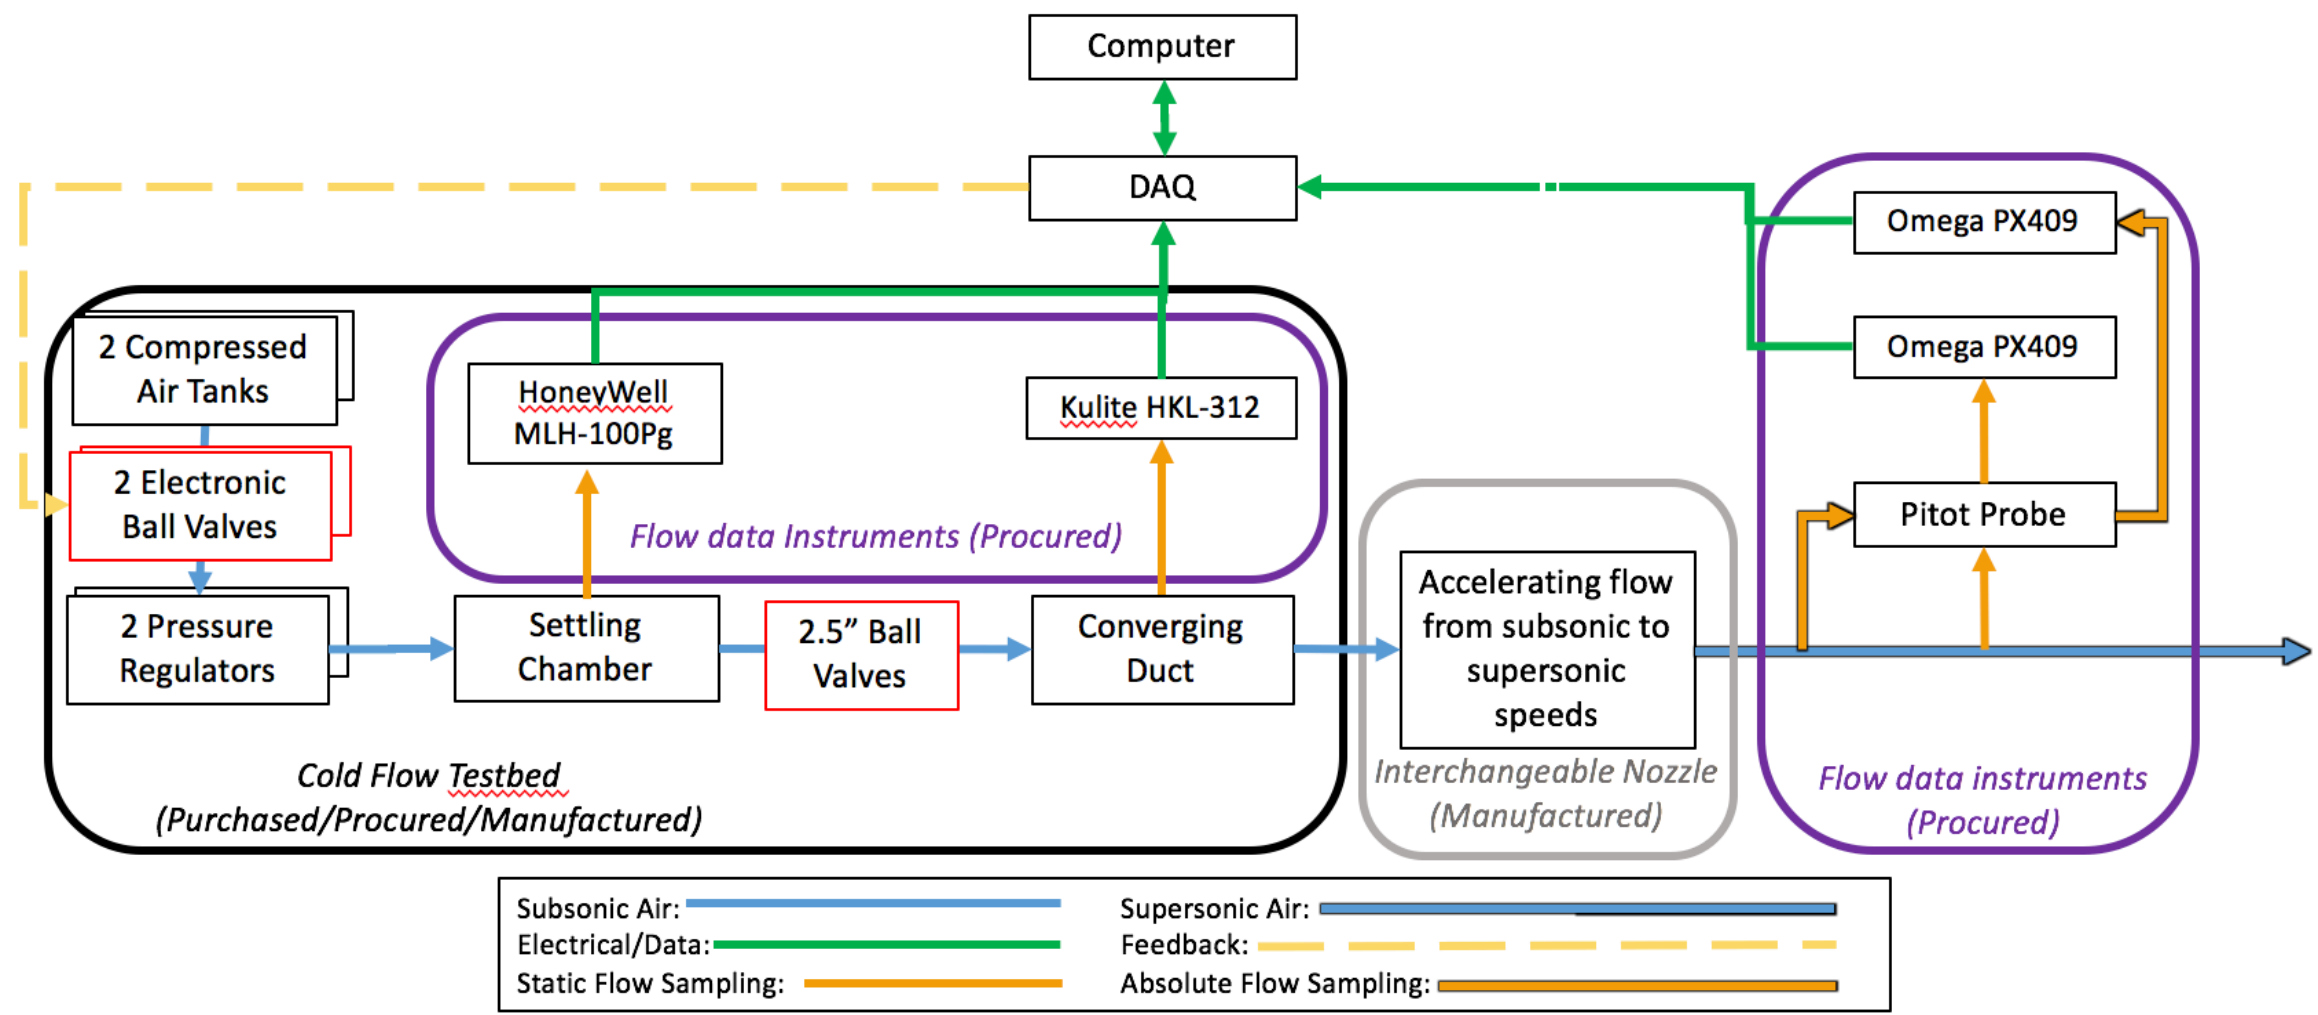 Computer
DAQ
Omega PX409
Omega PX409
2 Compressed
Air Tanks
HoneyWell
MLH-100Pg
Kulite HKL-312
2 Electronic
Ball Valves
Flow data Instruments (Procured)
Pitot Probe
2 Pressure
Regulators
Settling
Chamber
2.5” Ball
Valves
Converging
Duct
Accelerating flow
from subsonic to
supersonic
speeds
Cold Flow Testbed
(Purchased/Procured/Manufactured)
Interchangeable Nozzle
(Manufactured)
Flow data instruments
(Procured)
Subsonic Air:
Supersonic Air:
Electrical/Data:
Feedback:
Static Flow Sampling:
Absolute Flow Sampling: